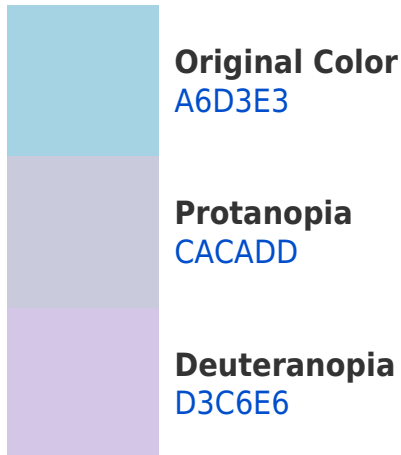 Original Color
A6D3E3
Protanopia
CACADD
Deuteranopia
D3C6E6